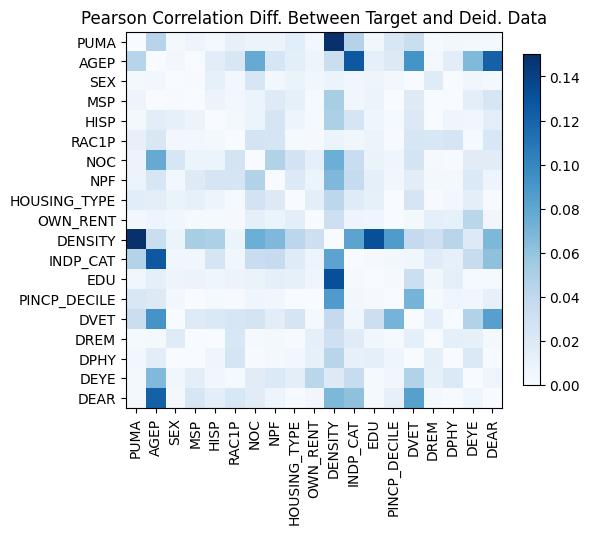 Pearson Correlation Diff. Between Target and Deid. Data
PUMA
AGEP
SEX
MSP
HISP
RAC1P
NOC
NPF
HOUSING_TYPE
OWN_RENT
DENSITY
INDP_CAT
EDU
PINCP_DECILE
DVET
DREM
DPHY
DEYE
DEAR
PUMA
AGEP
SEX
MSP
HISP
RAC1P
NOC
NPF
HOUSING_TYPE
OWN_RENT
DENSITY
INDP_CAT
EDU
PINCP_DECILE
DVET
DREM
DPHY
DEYE
DEAR
0.14
0.12
0.10
0.08
0.06
0.04
0.02
0.00